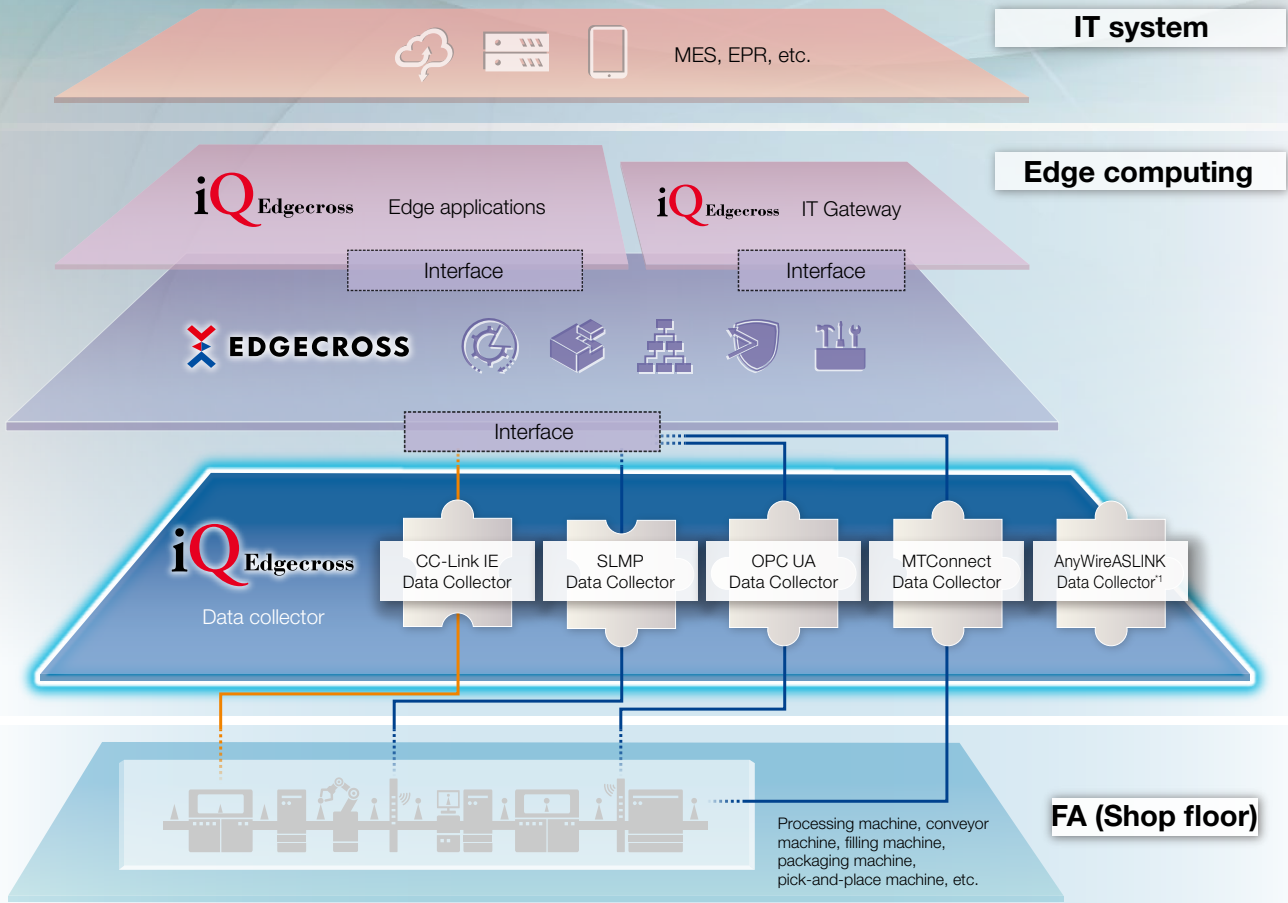 IT system
MES, EPR, etc.
Edge computing
iQ Edgecross Edge applications
iQ Edgecross IT Gateway
Interface
Interface
EDGECROSS
Interface
iQ Edgecross
Data collector
CC-Link IE
Data Collector
SLMP
Data Collector
OPC UA
Data Collector
MTConnect
Data Collector
AnyWireASLINK
Data Collector*1
FA (Shop floor)
Processing machine, conveyor
machine, filling machine,
packaging machine,
pick-and-place machine, etc.